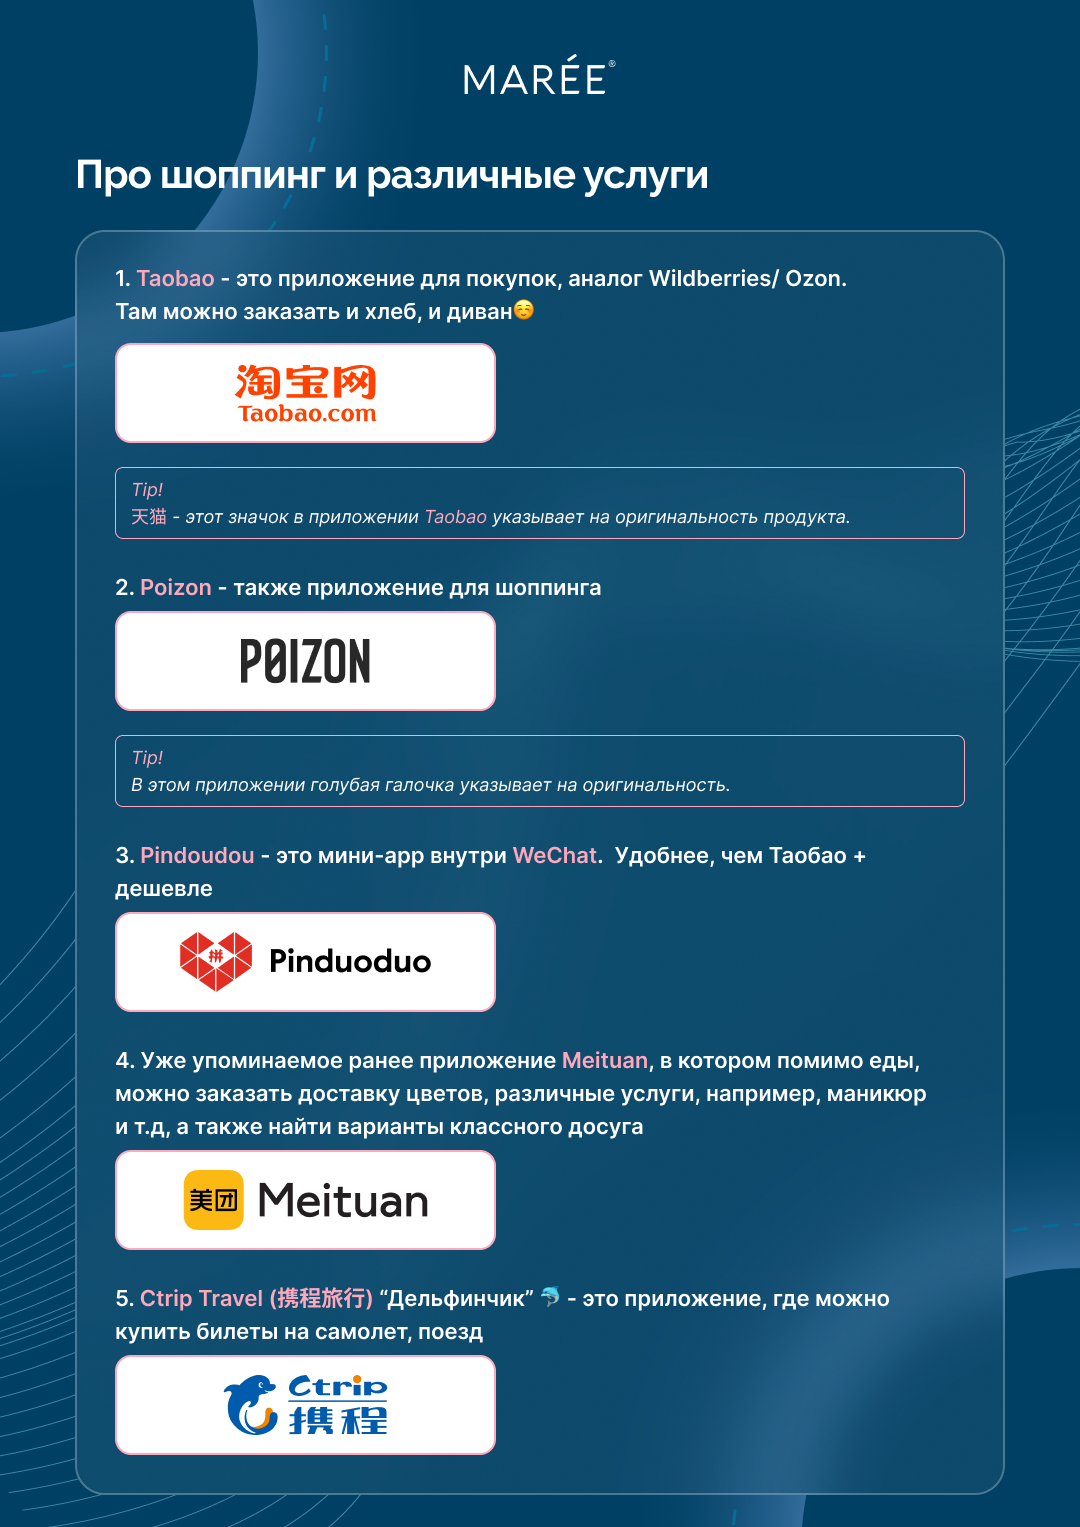 MARÉE®
Про шоппинг и различные услуги
1. Taobao - это приложение для покупок, аналог Wildberries/ Ozon.
Там можно заказать и хлеб, и диван☺️
淘宝网
Taobao.com
Tip!
天猫 - этот значок в приложении Taobao указывает на оригинальность продукта.
2. Poizon - также приложение для шоппинга
POIZON
Tip!
В этом приложении голубая галочка указывает на оригинальность.
3. Pindoudou - это мини-app внутри WeChat. Удобнее, чем Таобао +
дешевле
拼 Pinduoduo
4. Уже упоминаемое ранее приложение Meituan, в котором помимо еды,
можно заказать доставку цветов, различные услуги, например, маникюр
и т.д, а также найти варианты классного досуга
美团 Meituan
5. Ctrip Travel (携程旅行) “Дельфинчик” 🐬 - это приложение, где можно
купить билеты на самолет, поезд
Ctrip
携程